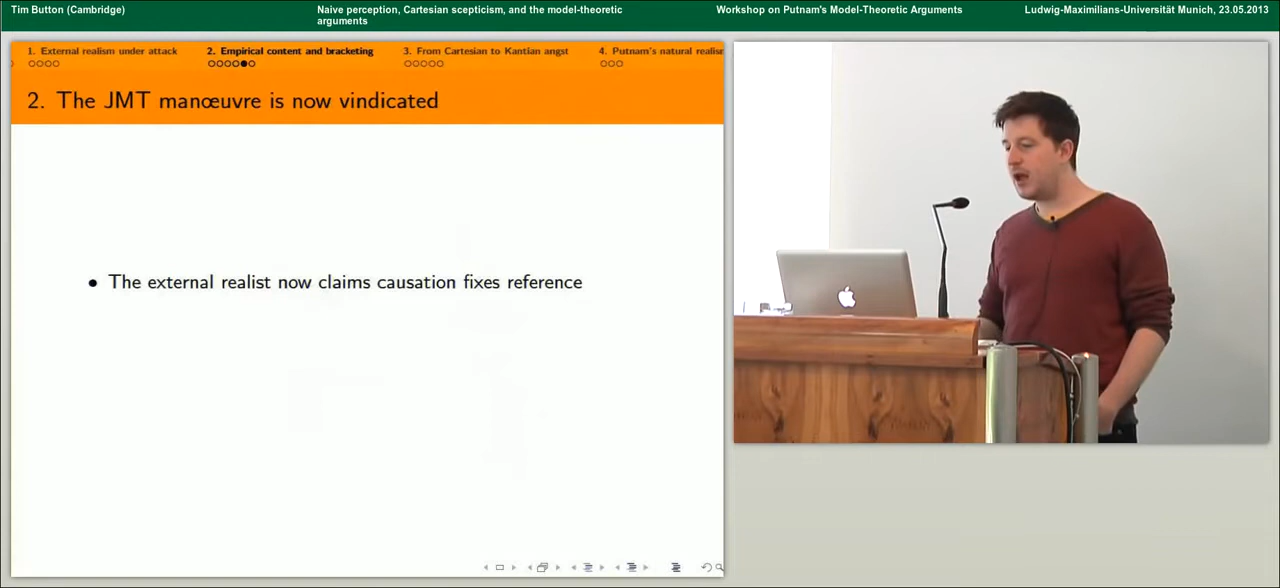 Tim Button (Cambridge)
Naive perception, Cartesian scepticism, and the model-theoretic
arguments
Workshop on Putnam's Model-Theoretic Arguments
Ludwig-Maximilians-Universität Munich, 23.05.2013
1. External realism under attack
2. Empirical content and bracketing
3. From Cartesian to Kantian angst
4. Putnam's natural realism
2. The JMT manœuvre is now vindicated
• The external realist now claims causation fixes reference